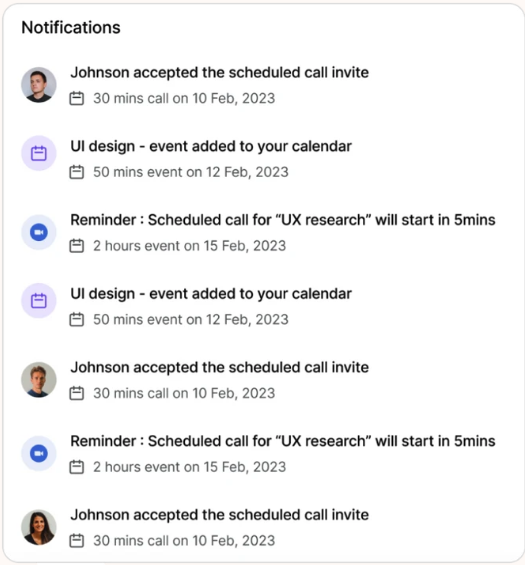 Notifications
Johnson accepted the scheduled call invite
30 mins call on 10 Feb, 2023
UI design - event added to your calendar
50 mins event on 12 Feb, 2023
Reminder : Scheduled call for “UX research” will start in 5mins
2 hours event on 15 Feb, 2023
UI design - event added to your calendar
50 mins event on 12 Feb, 2023
Johnson accepted the scheduled call invite
30 mins call on 10 Feb, 2023
Reminder : Scheduled call for “UX research” will start in 5mins
2 hours event on 15 Feb, 2023
Johnson accepted the scheduled call invite
30 mins call on 10 Feb, 2023